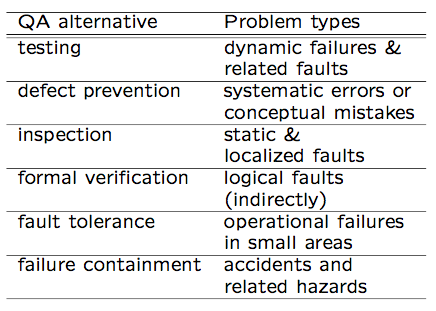 QA alternative Problem types
testing dynamic failures &
related faults
defect prevention systematic errors or
conceptual mistakes
inspection static &
localized faults
formal verification logical faults
(indirectly)
fault tolerance operational failures
in small areas
failure containment accidents and
related hazards